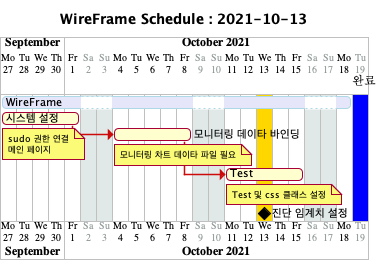 WireFrame Schedule : 2021-10-13
September October 2021
Mo Tu We Th Fr Sa Su Mo Tu We Th Fr Sa Su Mo Tu We Th Fr Sa Su Mo Tu
27 28 29 30 1 2 3 4 5 6 7 8 9 10 11 12 13 14 15 16 17 18 19
완료
WireFrame
시스템 설정
sudo 권한 연결
메인 페이지
모니터링 데이타 바인딩
모니터링 차트 데이타 파일 필요
Test
Test 및 css 클래스 설정
진단 임계치 설정
Mo Tu We Th Fr Sa Su Mo Tu We Th Fr Sa Su Mo Tu We Th Fr Sa Su Mo Tu
27 28 29 30 1 2 3 4 5 6 7 8 9 10 11 12 13 14 15 16 17 18 19
September October 2021